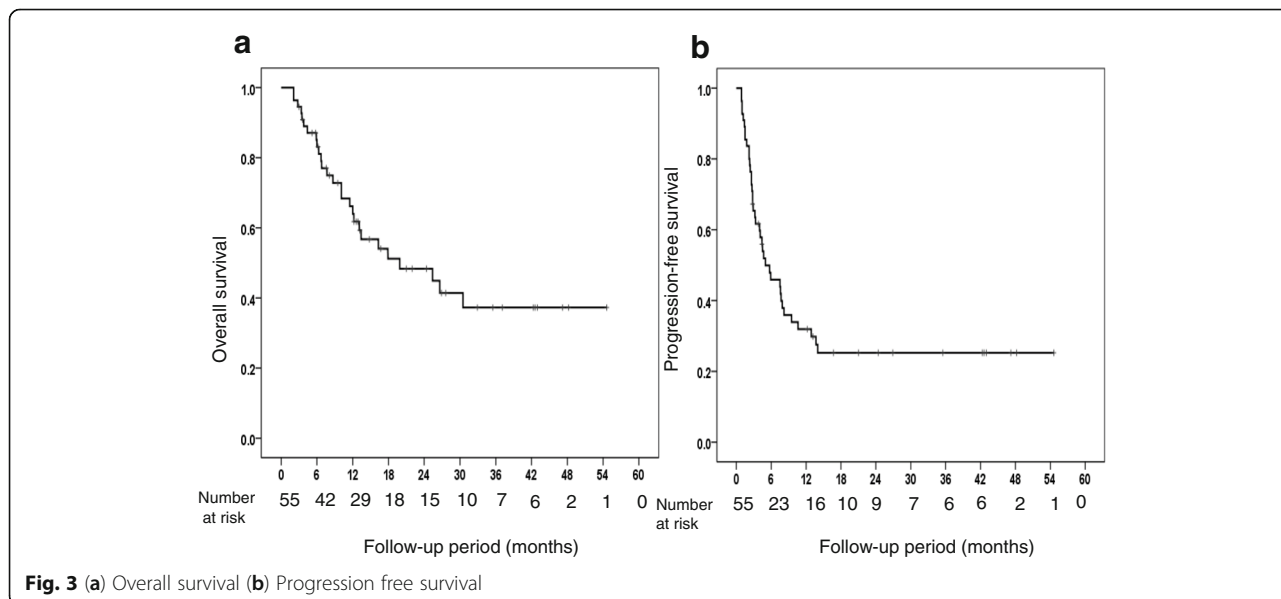 a
Overall survival
1.0
0.8
0.6
0.4
0.2
0.0
0 6 12 18 24 30 36 42 48 54 60
Number at risk
55 42 29 18 15 10 7 6 2 1 0
Follow-up period (months)
b
Progression-free survival
1.0
0.8
0.6
0.4
0.2
0.0
0 6 12 18 24 30 36 42 48 54 60
Number at risk
55 23 16 10 9 7 6 6 2 1 0
Follow-up period (months)
Fig. 3 (a) Overall survival (b) Progression free survival